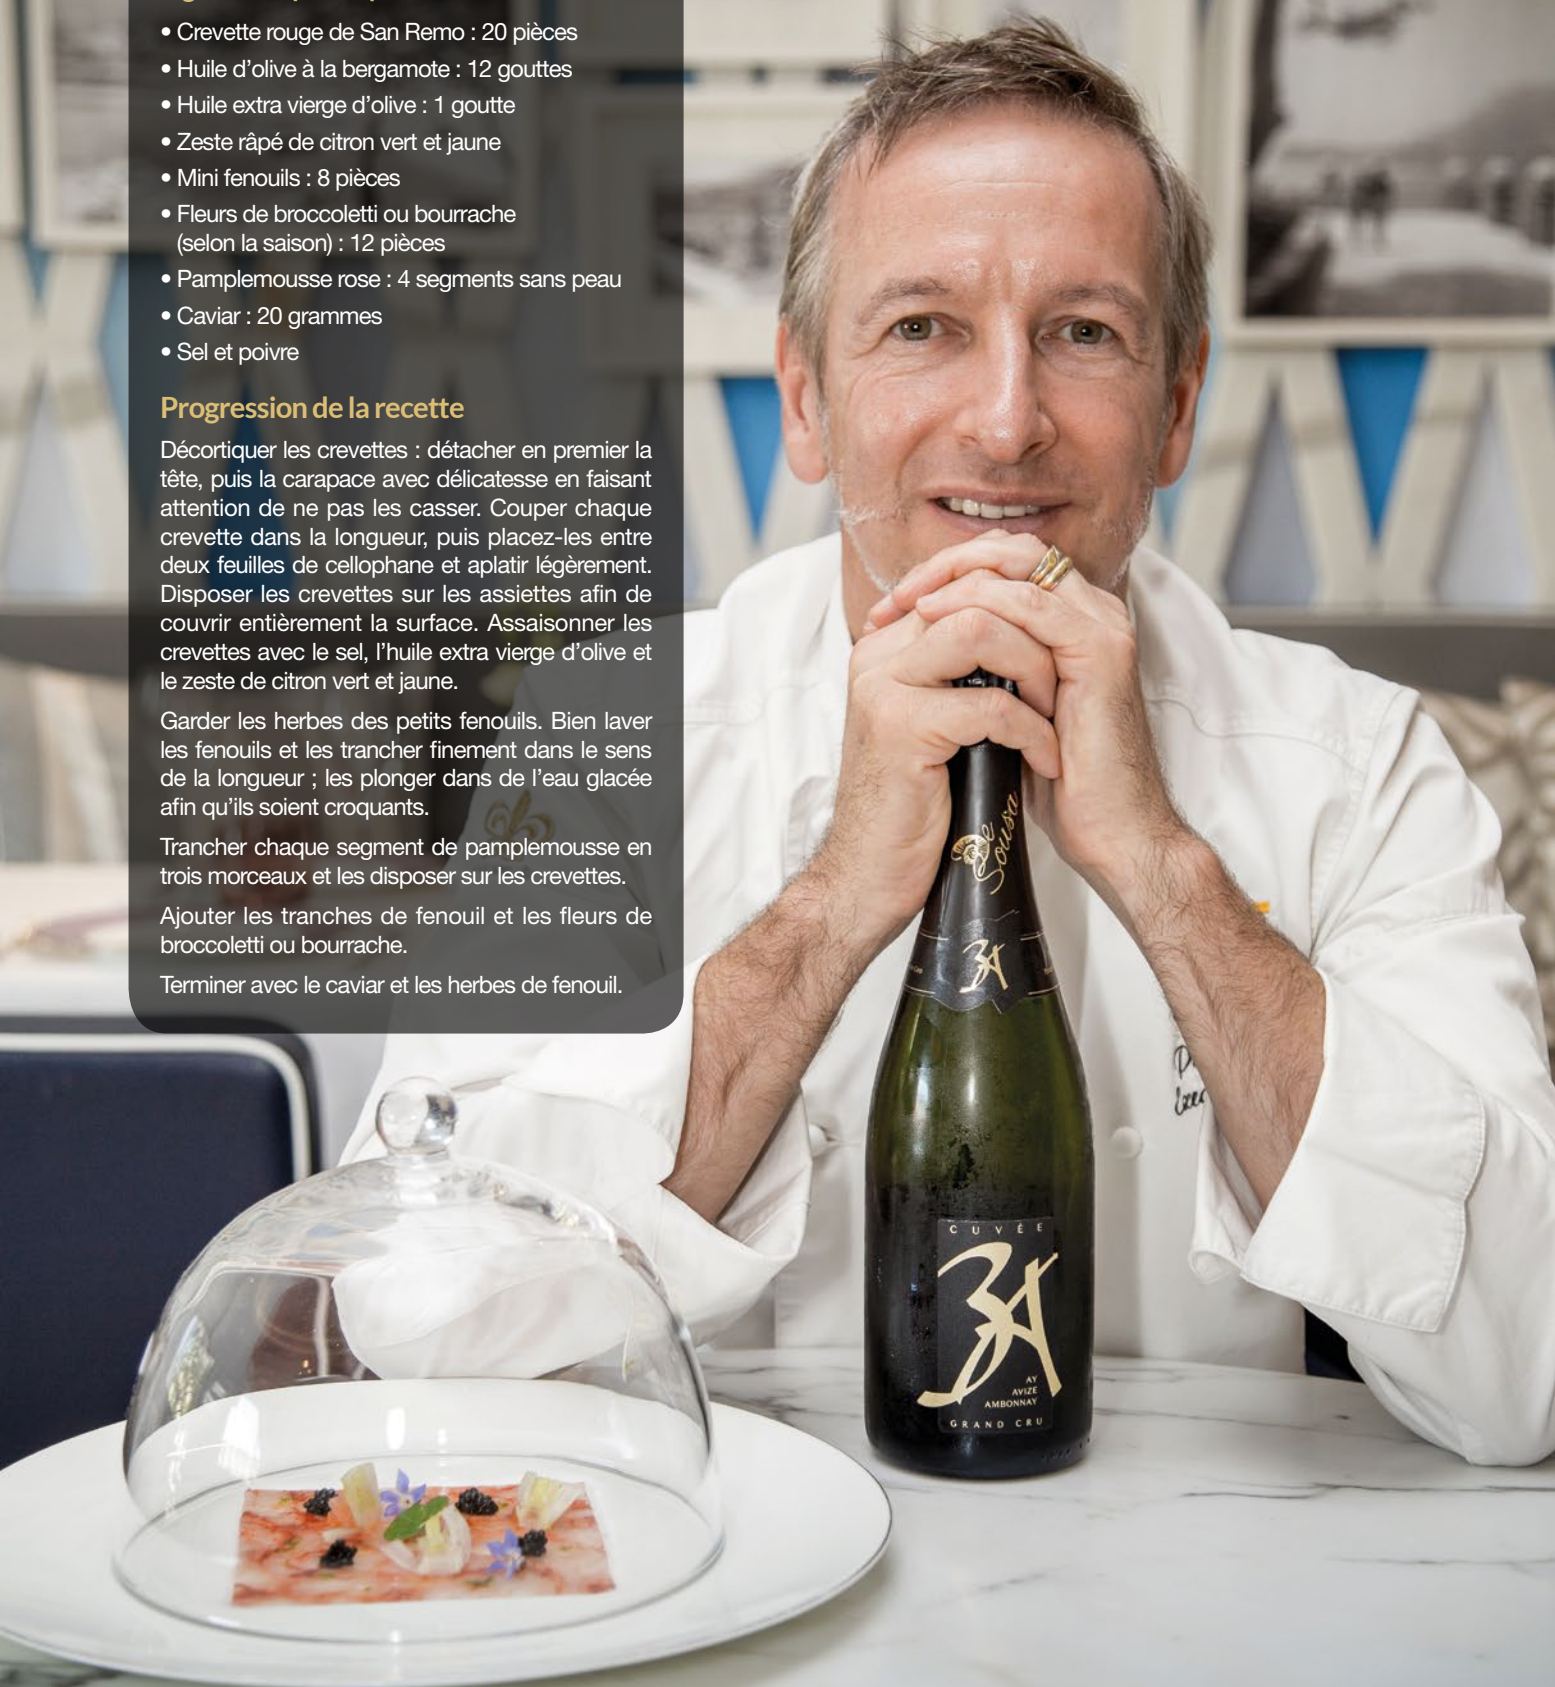 • Crevette rouge de San Remo : 20 pièces
• Huile d’olive à la bergamote : 12 gouttes
• Huile extra vierge d’olive : 1 goutte
• Zeste râpé de citron vert et jaune
• Mini fenouils : 8 pièces
• Fleurs de broccoletti ou bourrache
(selon la saison) : 12 pièces
• Pamplemousse rose : 4 segments sans peau
• Caviar : 20 grammes
• Sel et poivre
Progression de la recette
Décortiquer les crevettes : détacher en premier la
tête, puis la carapace avec délicatesse en faisant
attention de ne pas les casser. Couper chaque
crevette dans la longueur, puis placez-les entre
deux feuilles de cellophane et aplatir légèrement.
Disposer les crevettes sur les assiettes afin de
couvrir entièrement la surface. Assaisonner les
crevettes avec le sel, l’huile extra vierge d’olive et
le zeste de citron vert et jaune.
Garder les herbes des petits fenouils. Bien laver
les fenouils et les trancher finement dans le sens
de la longueur ; les plonger dans de l’eau glacée
afin qu’ils soient croquants.
Trancher chaque segment de pamplemousse en
trois morceaux et les disposer sur les crevettes.
Ajouter les tranches de fenouil et les fleurs de
broccoletti ou bourrache.
Terminer avec le caviar et les herbes de fenouil.
De Sousa
3A
CUVÉE
3A
AY
AVIZE
AMBONNAY
GRAND CRU